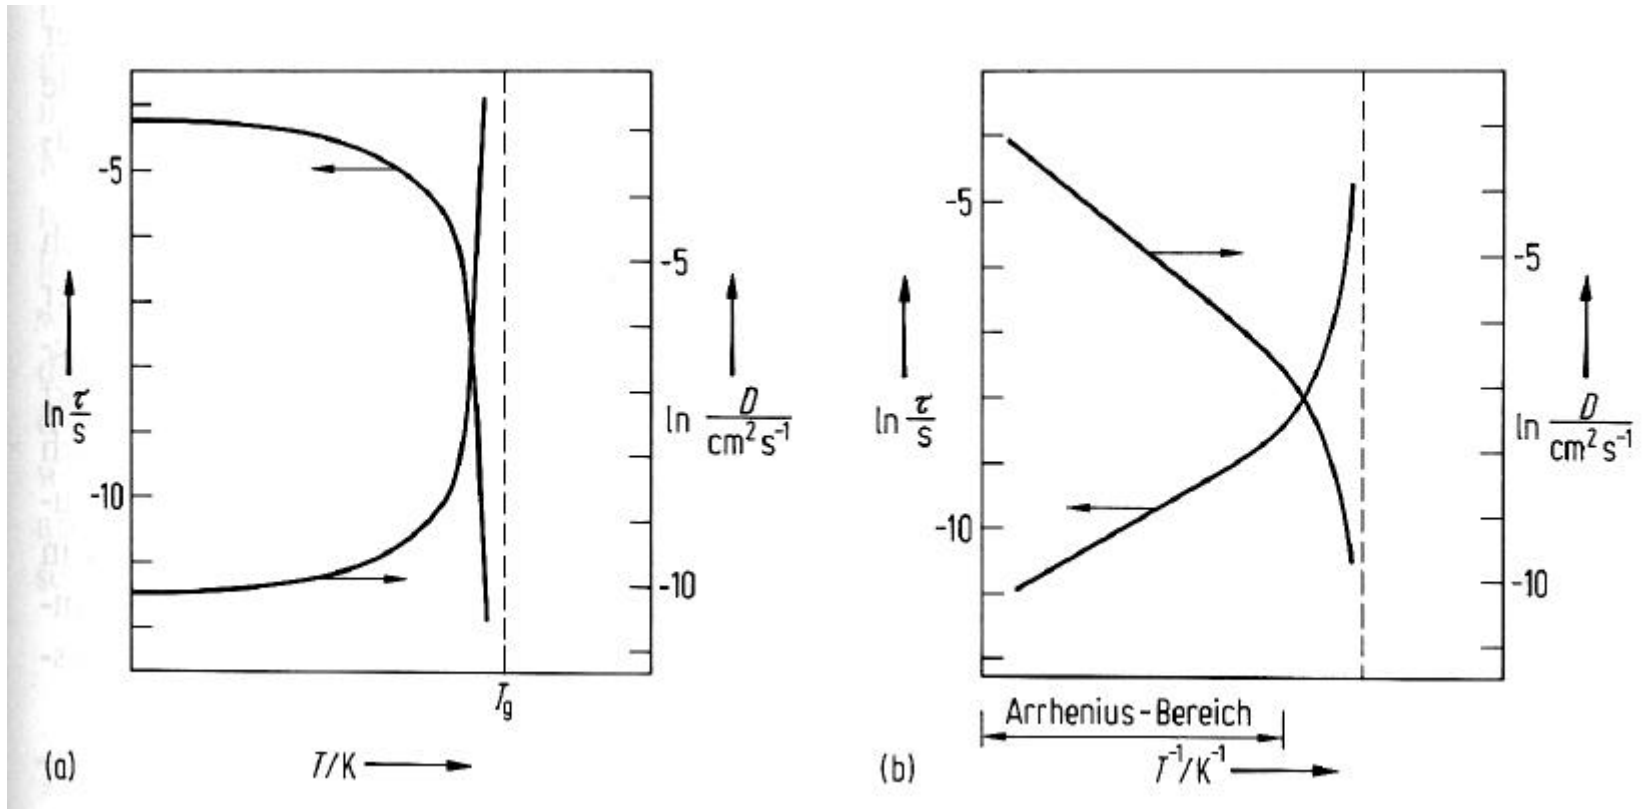 -5
-10
ln τ/s
-5
-10
ln D/cm² s⁻¹
T_g
(a)
T/K
-5
-10
ln τ/s
-5
-10
ln D/cm² s⁻¹
Arrhenius-Bereich
(b)
T⁻¹/K⁻¹